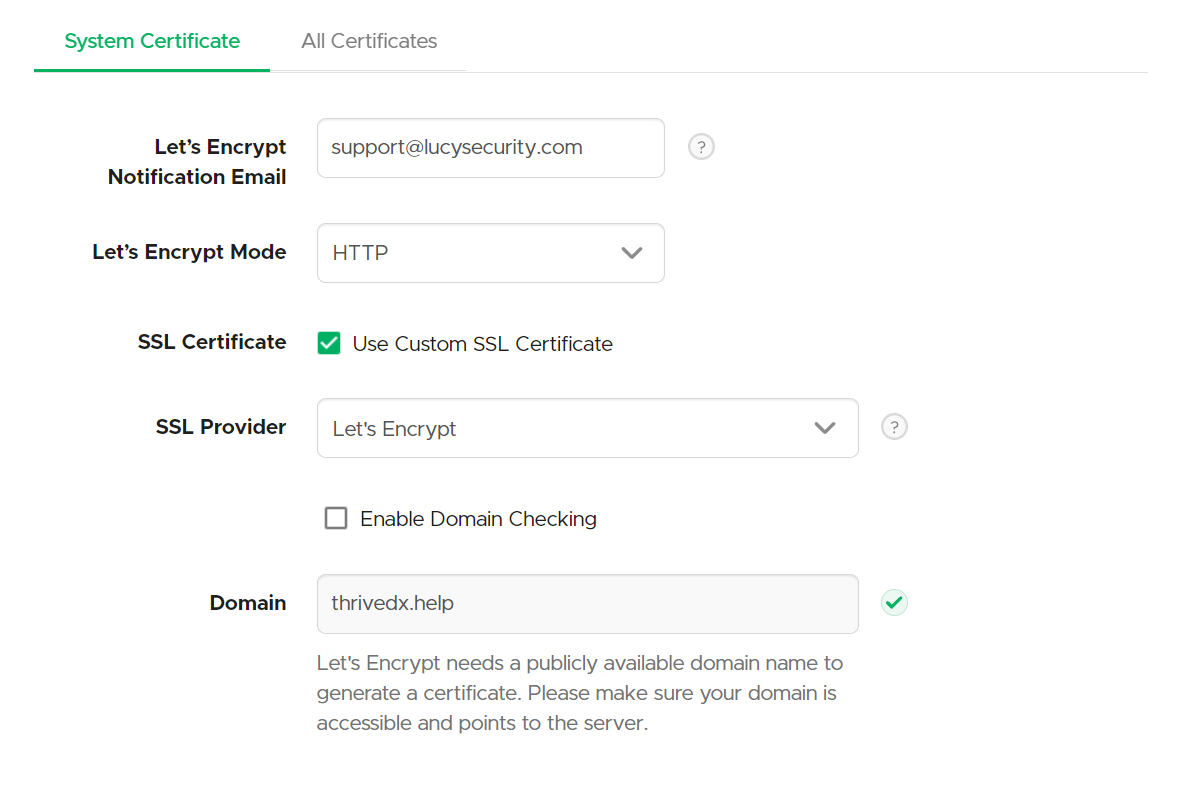 System Certificate All Certificates
Let’s Encrypt
Notification Email
support@lucysecurity.com
?
Let’s Encrypt Mode
HTTP
SSL Certificate
Use Custom SSL Certificate
SSL Provider
Let's Encrypt
?
Enable Domain Checking
Domain
thrivedx.help
Let's Encrypt needs a publicly available domain name to
generate a certificate. Please make sure your domain is
accessible and points to the server.